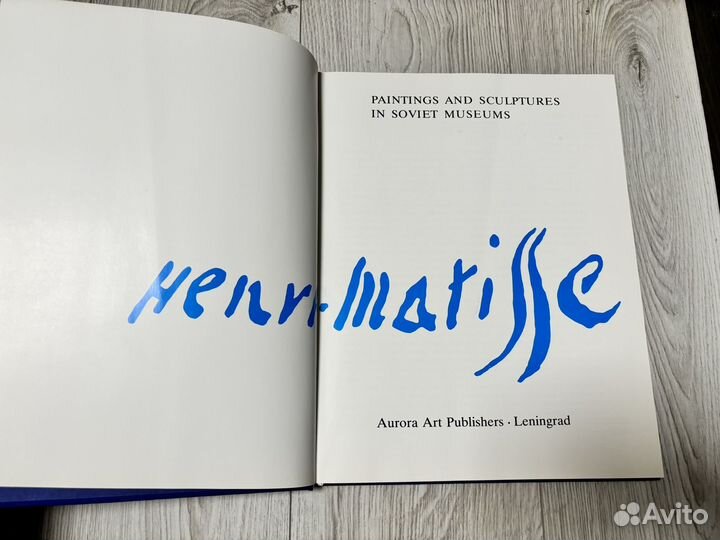 PAINTINGS AND SCULPTURES
IN SOVIET MUSEUMS
Henri-Matisse
Aurora Art Publishers · Leningrad
Avito